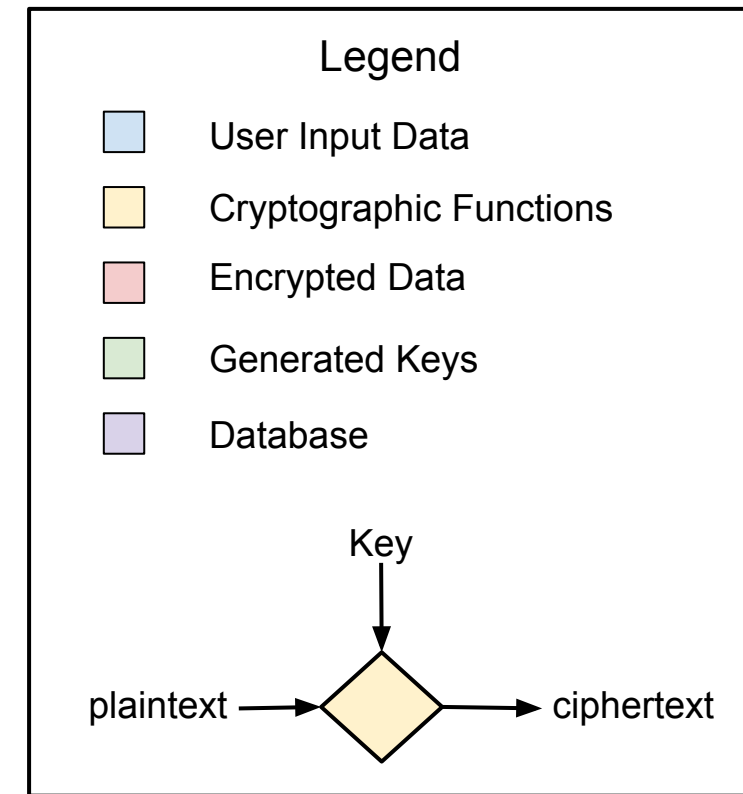 Legend
User Input Data
Cryptographic Functions
Encrypted Data
Generated Keys
Database
Key
plaintext
ciphertext